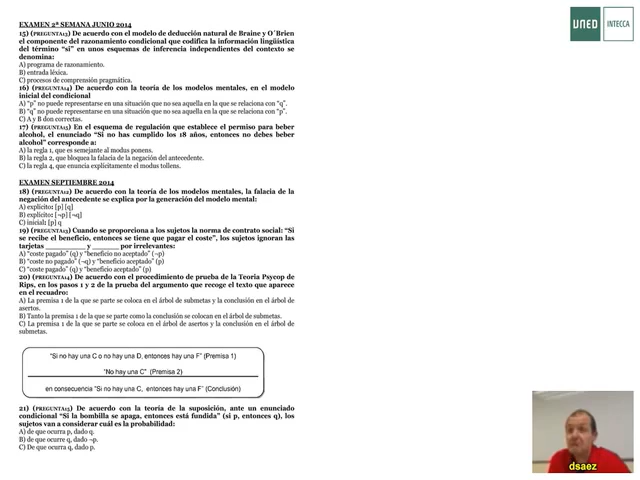 EXAMEN 2ª SEMANA JUNIO 2014
15) (PREGUNTA13) De acuerdo con el modelo de deducción natural de Braine y O´Brien
el componente del razonamiento condicional que codifica la información lingüística
del término “si” en unos esquemas de inferencia independientes del contexto se
denomina:
A) programa de razonamiento.
B) entrada léxica.
C) procesos de comprensión pragmática.
16) (PREGUNTA14) De acuerdo con la teoría de los modelos mentales, en el modelo
inicial del condicional
A) “p” no puede representarse en una situación que no sea aquella en la que se relaciona con “q”.
B) “q” no puede representarse en una situación que no sea aquella en la que se relaciona con “p”.
C) A y B don correctas.
17) (PREGUNTA15) En el esquema de regulación que establece el permiso para beber
alcohol, el enunciado “Si no has cumplido los 18 años, entonces no debes beber
alcohol” corresponde a:
A) la regla 1, que es semejante al modus ponens.
B) la regla 2, que bloquea la falacia de la negación del antecedente.
C) la regla 4, que enuncia explícitamente el modus tollens.
EXAMEN SEPTIEMBRE 2014
18) (PREGUNTA12) De acuerdo con la teoría de los modelos mentales, la falacia de la
negación del antecedente se explica por la generación del modelo mental:
A) explícito: [p] [q]
B) explícito: [¬p] [¬q]
C) inicial: [p] q
19) (PREGUNTA13) Cuando se proporciona a los sujetos la norma de contrato social: “Si
se recibe el beneficio, entonces se tiene que pagar el coste”, los sujetos ignoran las
tarjetas __________ y _______ por irrelevantes:
A) “coste pagado” (q) y “beneficio no aceptado” (¬p)
B) “coste no pagado” (¬q) y “beneficio aceptado” (p)
C) “coste pagado” (q) y “beneficio aceptado” (p)
20) (PREGUNTA14) De acuerdo con el procedimiento de prueba de la Teoría Psycop de
Rips, en los pasos 1 y 2 de la prueba del argumento que recoge el texto que aparece
en el recuadro:
A) La premisa 1 de la que se parte se coloca en el árbol de submetas y la conclusión en el árbol de
asertos.
B) Tanto la premisa 1 de la que se parte como la conclusión se colocan en el árbol de submetas.
C) La premisa 1 de la que se parte se coloca en el árbol de asertos y la conclusión en el árbol de
submetas.
“Si no hay una C o no hay una D, entonces hay una F” (Premisa 1)
“No hay una C” (Premisa 2)
en consecuencia “Si no hay una C, entonces hay una F” (Conclusión)
21) (PREGUNTA15) De acuerdo con la teoría de la suposición, ante un enunciado
condicional “Si la bombilla se apaga, entonces está fundida” (si p, entonces q), los
sujetos van a considerar cuál es la probabilidad:
A) de que ocurra p, dado q.
B) de que ocurre q, dado ¬p.
C) De que ocurra q, dado p.
UNED INTECCA
dsaez